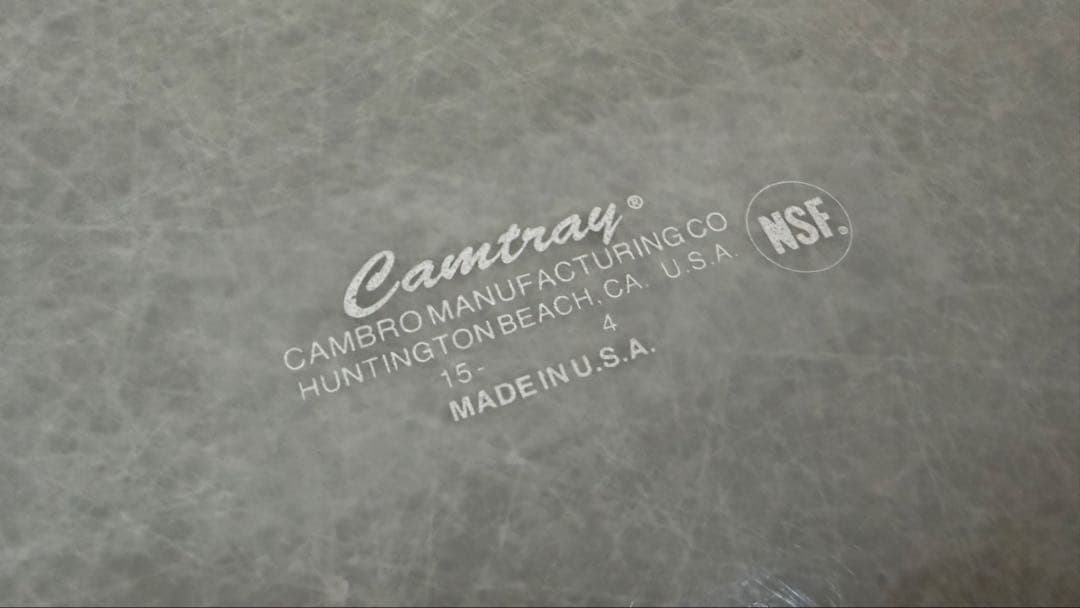 Camtray®
CAMBRO MANUFACTURING CO
HUNTINGTON BEACH, CA. U.S.A.
15- 4
MADE IN U.S.A.
NSF®